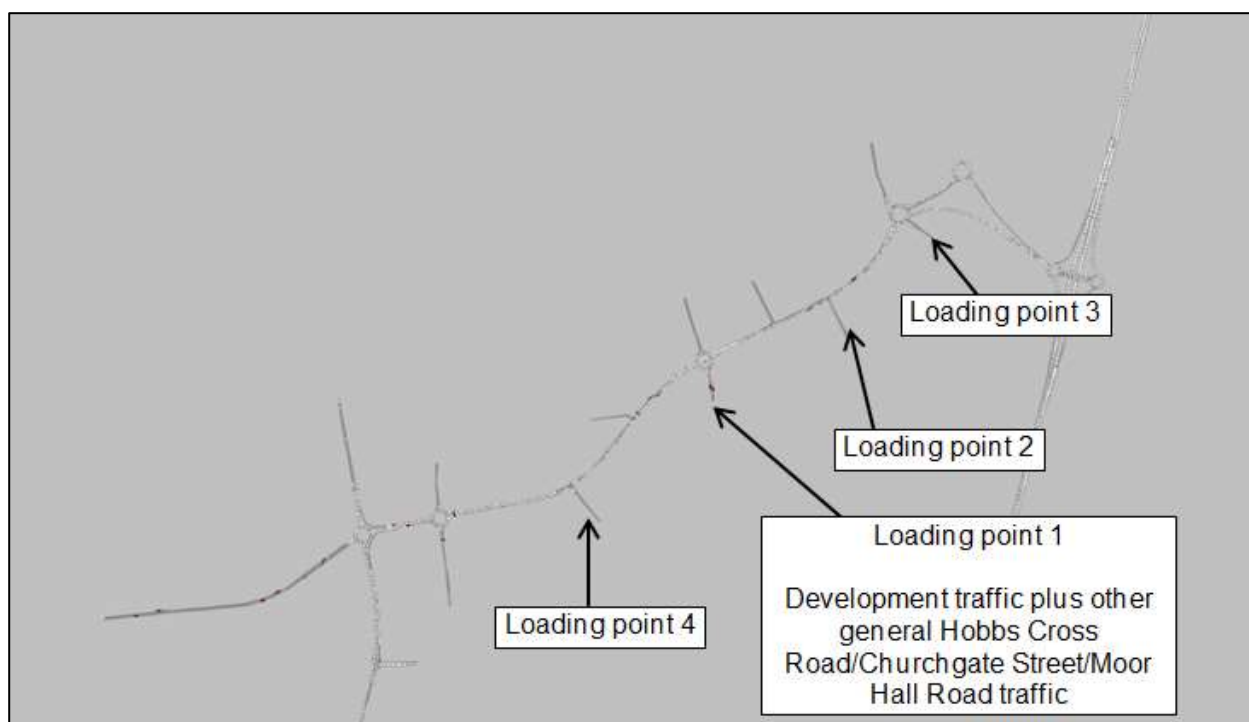 Loading point 3
Loading point 2
Loading point 1
Development traffic plus other
general Hobbs Cross
Road/Churchgate Street/Moor
Hall Road traffic
Loading point 4